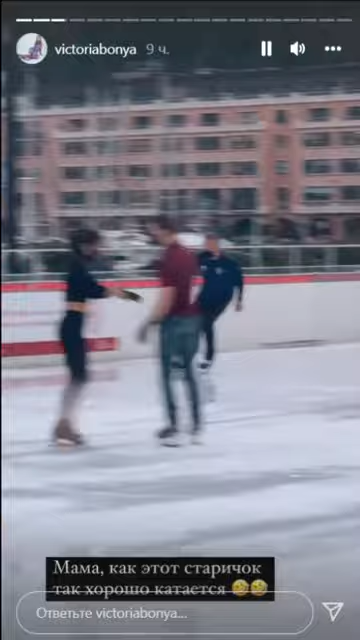 victoriabonya 9 ч.
Мама, как этот старичок
так хорошо катается 🤣🤣
Ответьте victoriabonya...